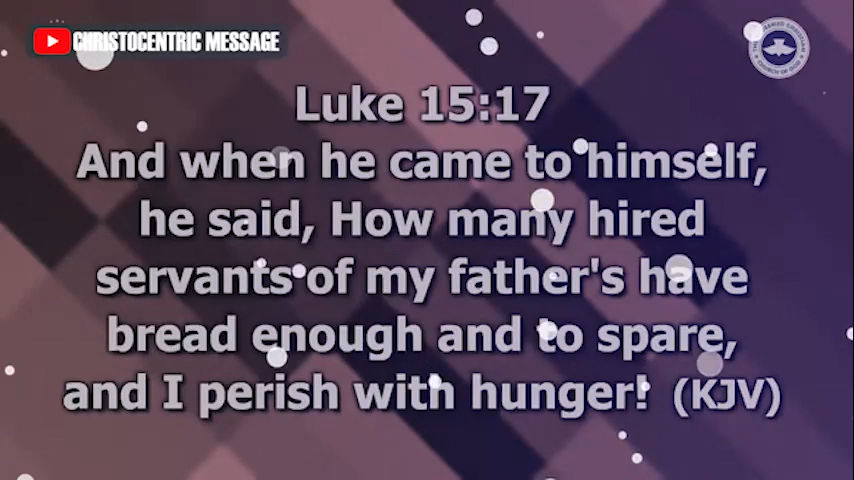 CHRISTOCENTRIC MESSAGE
Luke 15:17
And when he came to himself,
he said, How many hired
servants of my father's have
bread enough and to spare,
and I perish with hunger! (KJV)